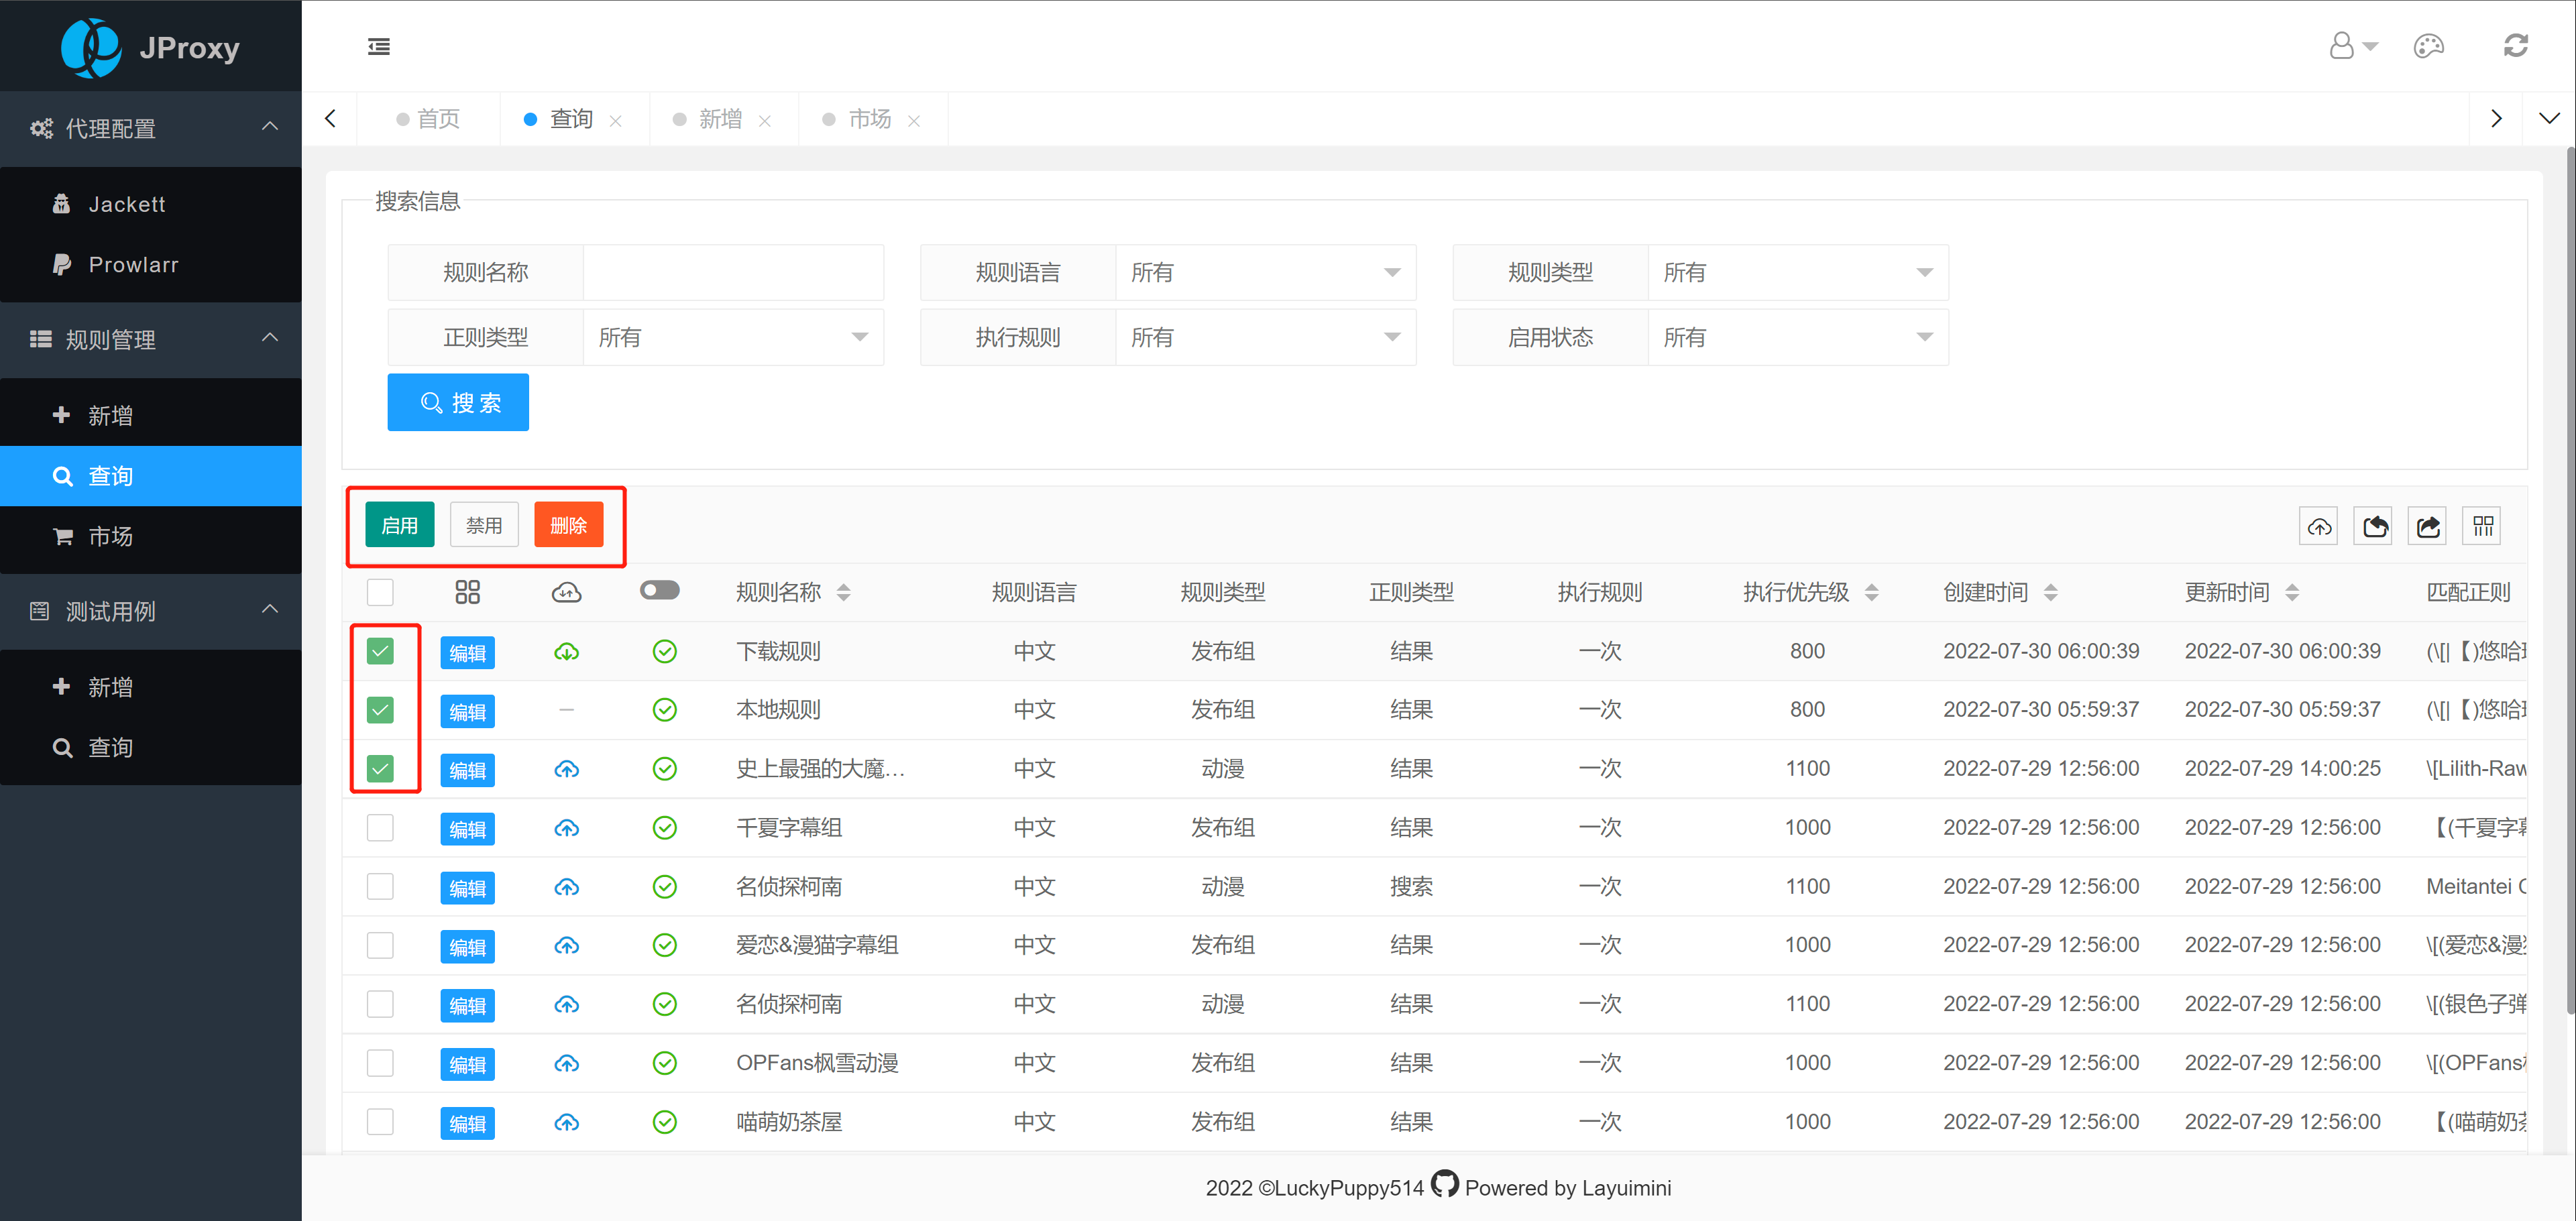 JProxy
代理配置
Jackett
Prowlarr
规则管理
新增
查询
市场
测试用例
新增
查询
首页 查询 新增 市场
搜索信息
规则名称 规则语言 所有 规则类型 所有
正则类型 所有 执行规则 所有 启用状态 所有
搜 索
启用 禁用 删除
规则名称 规则语言 规则类型 正则类型 执行规则 执行优先级 创建时间 更新时间 匹配正则
编辑 下载规则 中文 发布组 结果 一次 800 2022-07-30 06:00:39 2022-07-30 06:00:39 (\[|【)悠哈
编辑 — 本地规则 中文 发布组 结果 一次 800 2022-07-30 05:59:37 2022-07-30 05:59:37 (\[|【)悠哈
编辑 史上最强的大魔… 中文 动漫 结果 一次 1100 2022-07-29 12:56:00 2022-07-29 14:00:25 \[Lilith-Raw
编辑 千夏字幕组 中文 发布组 结果 一次 1000 2022-07-29 12:56:00 2022-07-29 12:56:00 【(千夏字幕
编辑 名侦探柯南 中文 动漫 搜索 一次 1100 2022-07-29 12:56:00 2022-07-29 12:56:00 Meitantei C
编辑 爱恋&漫猫字幕组 中文 发布组 结果 一次 1000 2022-07-29 12:56:00 2022-07-29 12:56:00 \[(爱恋&漫猫
编辑 名侦探柯南 中文 动漫 结果 一次 1100 2022-07-29 12:56:00 2022-07-29 12:56:00 \[(银色子弹
编辑 OPFans枫雪动漫 中文 发布组 结果 一次 1000 2022-07-29 12:56:00 2022-07-29 12:56:00 \[(OPFans
编辑 喵萌奶茶屋 中文 发布组 结果 一次 1000 2022-07-29 12:56:00 2022-07-29 12:56:00 【(喵萌奶茶
2022 ©LuckyPuppy514 Powered by Layuimini